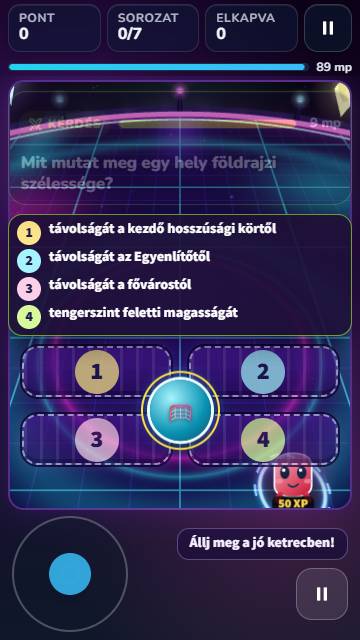 PONT
0
SOROZAT
0/7
ELKAPVA
0
89 mp
KÉRDÉS
9 mp
Mit mutat meg egy hely földrajzi
szélessége?
1 távolságát a kezdő hosszúsági körtől
2 távolságát az Egyenlítőtől
3 távolságát a fővárostól
4 tengerszint feletti magasságát
1
2
3
4
50 XP
Állj meg a jó ketrecben!